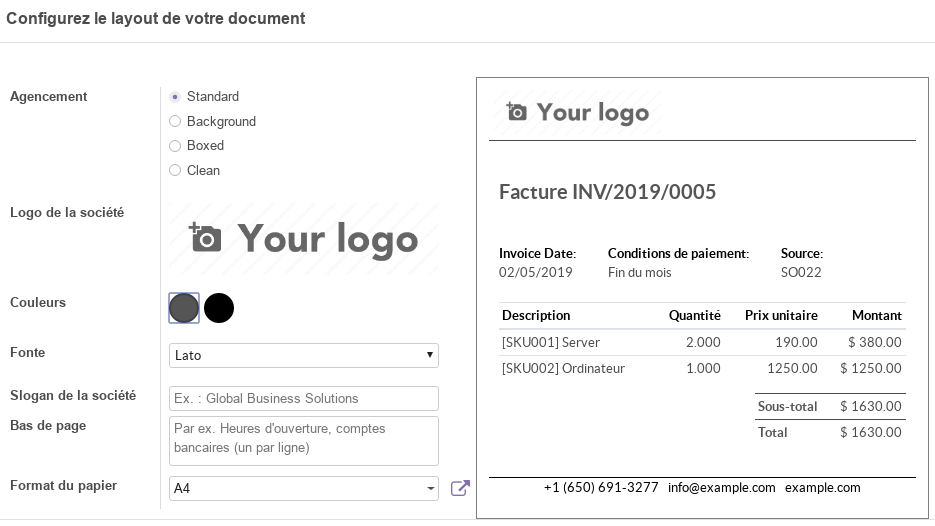 Configurez le layout de votre document
Agencement
Standard
Background
Boxed
Clean
Logo de la société
Your logo
Couleurs
Fonte
Lato
Slogan de la société
Ex. : Global Business Solutions
Bas de page
Par ex. Heures d'ouverture, comptes
bancaires (un par ligne)
Format du papier
A4
Your logo
Facture INV/2019/0005
Invoice Date: Conditions de paiement: Source:
02/05/2019 Fin du mois SO022
Description Quantité Prix unitaire Montant
[SKU001] Server 2.000 190.00 $ 380.00
[SKU002] Ordinateur 1.000 1250.00 $ 1250.00
Sous-total $ 1630.00
Total $ 1630.00
+1 (650) 691-3277 info@example.com example.com